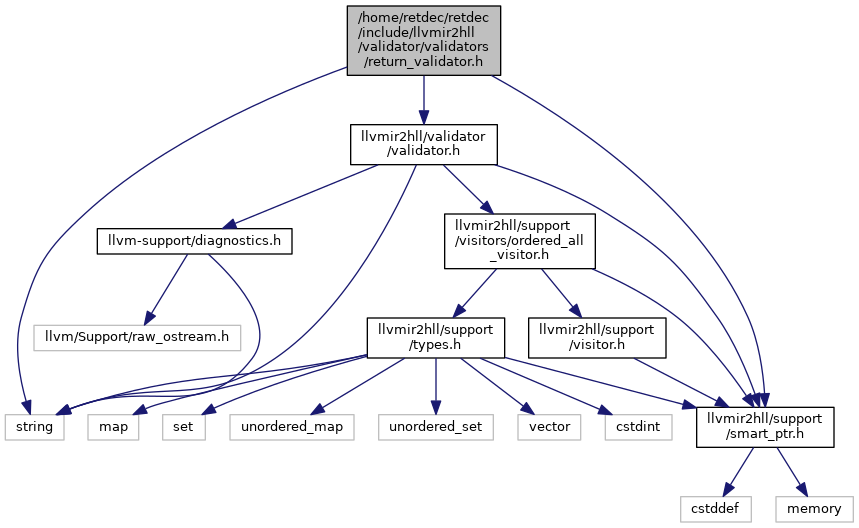 /home/retdec/retdec
/include/llvmir2hll
/validator/validators
/return_validator.h
llvmir2hll/validator
/validator.h
llvmir2hll/support
/visitors/ordered_all
_visitor.h
llvm-support/diagnostics.h
llvmir2hll/support
/types.h
llvmir2hll/support
/visitor.h
llvm/Support/raw_ostream.h
string
map
set
unordered_map
unordered_set
vector
cstdint
llvmir2hll/support
/smart_ptr.h
cstddef
memory